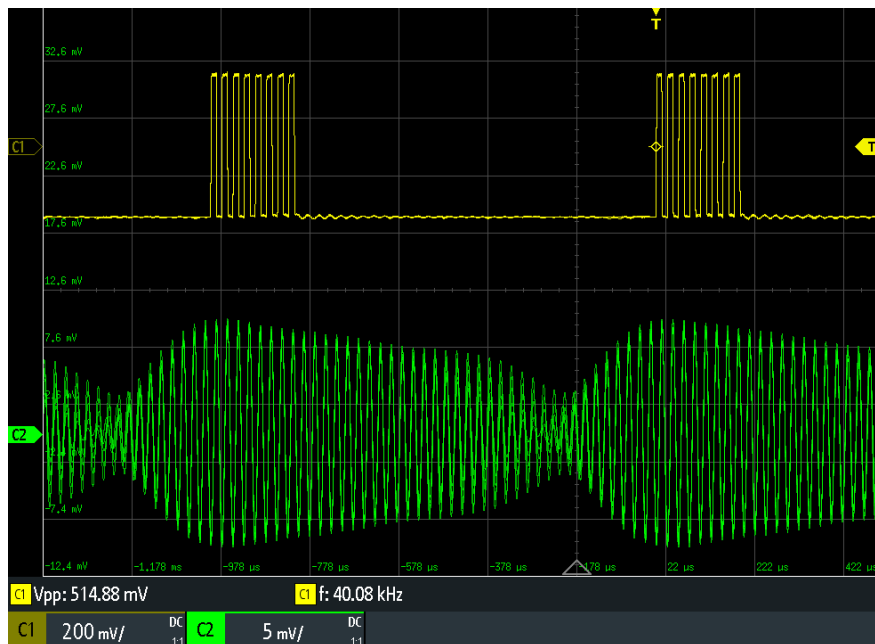 T
32.6 mV
27.6 mV
C1
T
22.6 mV
17.6 mV
12.6 mV
7.6 mV
C2
-7.4 mV
-12.4 mV -1.178 ms -978 µs -778 µs -578 µs -378 µs -178 µs 22 µs 222 µs 422 µs
C1 Vpp: 514.88 mV C1 f: 40.08 kHz
C1 200 mV/ DC 1:1 C2 5 mV/ DC 1:1